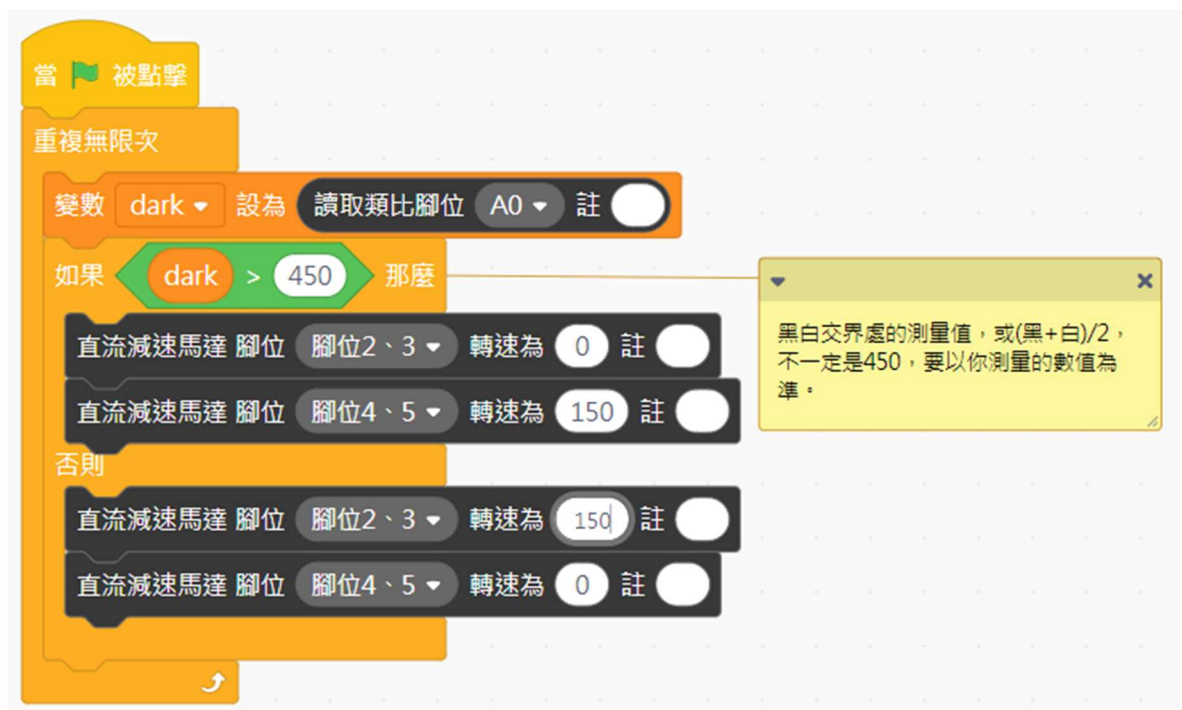 當 被點擊
重複無限次
變數 dark 設為 讀取類比腳位 A0 註
如果 dark > 450 那麼
黑白交界處的測量值，或(黑+白)/2，
不一定是450，要以你測量的數值為
準。
直流減速馬達 腳位 腳位2、3 轉速為 0 註
直流減速馬達 腳位 腳位4、5 轉速為 150 註
否則
直流減速馬達 腳位 腳位2、3 轉速為 150 註
直流減速馬達 腳位 腳位4、5 轉速為 0 註